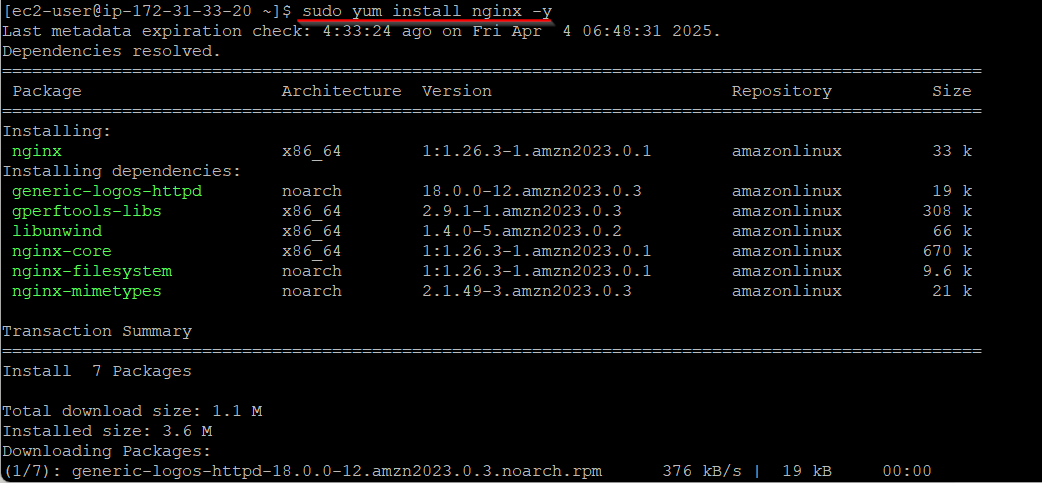 [ec2-user@ip-172-31-33-20 ~]$ sudo yum install nginx -y
Last metadata expiration check: 4:33:24 ago on Fri Apr  4 06:48:31 2025.
Dependencies resolved.
================================================================================================
 Package                    Architecture  Version                        Repository          Size
================================================================================================
Installing:
 nginx                      x86_64        1:1.26.3-1.amzn2023.0.1        amazonlinux         33 k
Installing dependencies:
 generic-logos-httpd        noarch        18.0.0-12.amzn2023.0.3         amazonlinux         19 k
 gperftools-libs            x86_64        2.9.1-1.amzn2023.0.3           amazonlinux        308 k
 libunwind                  x86_64        1.4.0-5.amzn2023.0.2           amazonlinux         66 k
 nginx-core                 x86_64        1:1.26.3-1.amzn2023.0.1        amazonlinux        670 k
 nginx-filesystem           noarch        1:1.26.3-1.amzn2023.0.1        amazonlinux        9.6 k
 nginx-mimetypes            noarch        2.1.49-3.amzn2023.0.3          amazonlinux         21 k
Transaction Summary
================================================================================================
Install  7 Packages
Total download size: 1.1 M
Installed size: 3.6 M
Downloading Packages:
(1/7): generic-logos-httpd-18.0.0-12.amzn2023.0.3.noarch.rpm      376 kB/s |  19 kB     00:00